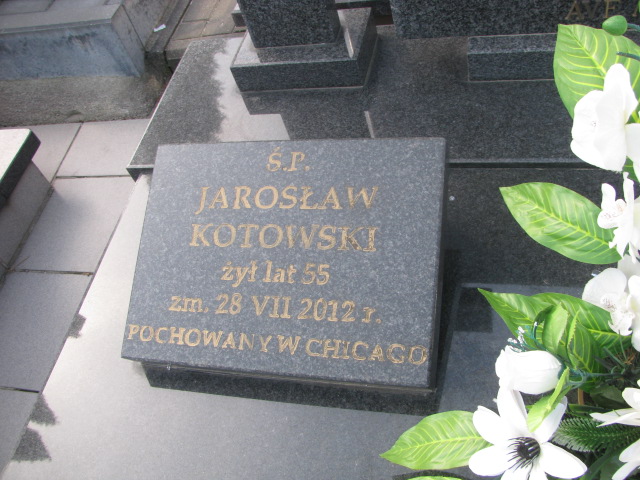 Ś.P.
JAROSŁAW
KOTOWSKI
żył lat 55
zm. 28 VII 2012 r.
POCHOWANY W CHICAGO